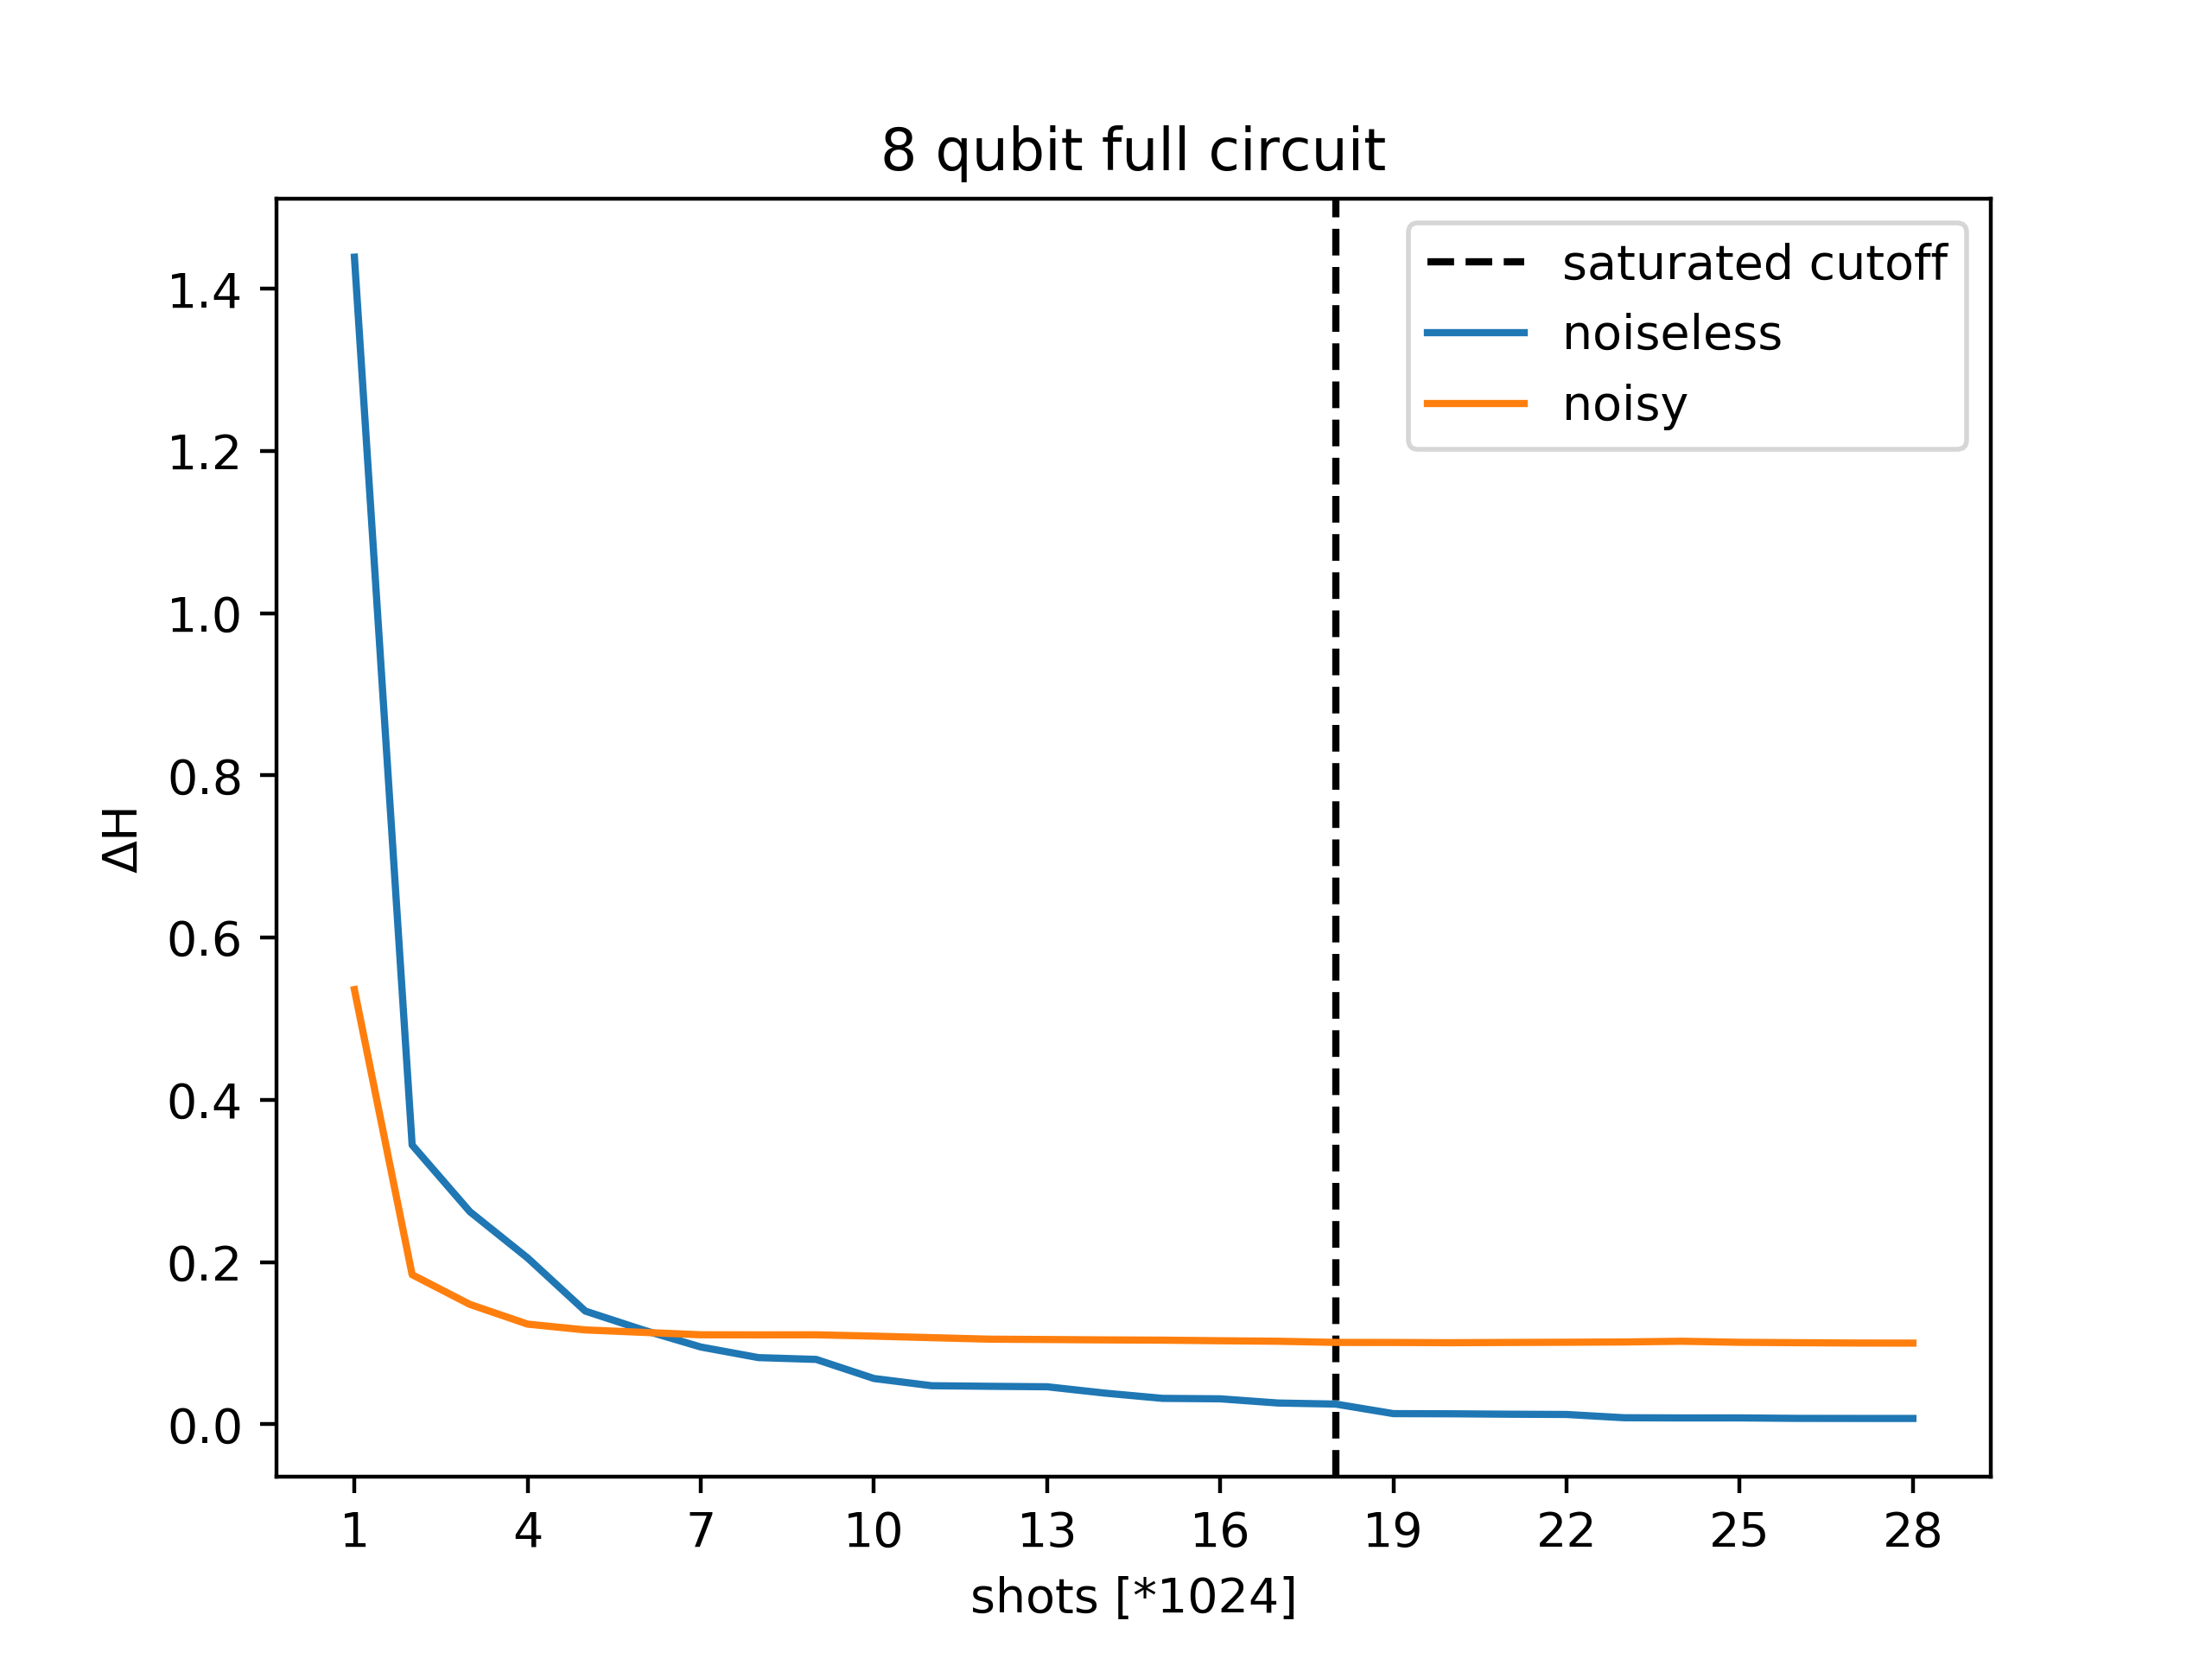 8 qubit full circuit
saturated cutoff
noiseless
noisy
1.4
1.2
1.0
0.8
0.6
0.4
0.2
0.0
ΔH
1 4 7 10 13 16 19 22 25 28
shots [*1024]